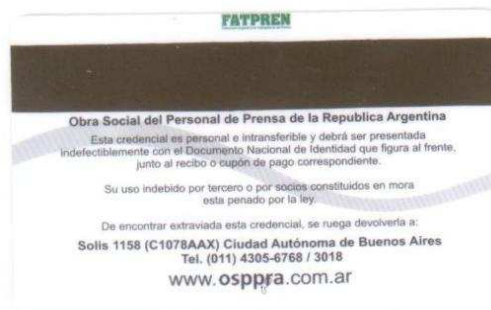 FATPREN
Obra Social del Personal de Prensa de la Republica Argentina
Esta credencial es personal e intransferible y debrá ser presentada
indefectiblemente con el Documento Nacional de Identidad que figura al frente,
junto al recibo o cupón de pago correspondiente.
Su uso indebido por tercero o por socios constituidos en mora
esta penado por la ley.
De encontrar extraviada esta credencial, se ruega devolverla a:
Solis 1158 (C1078AAX) Ciudad Autónoma de Buenos Aires
Tel. (011) 4305-6768 / 3018
www.osppra.com.ar